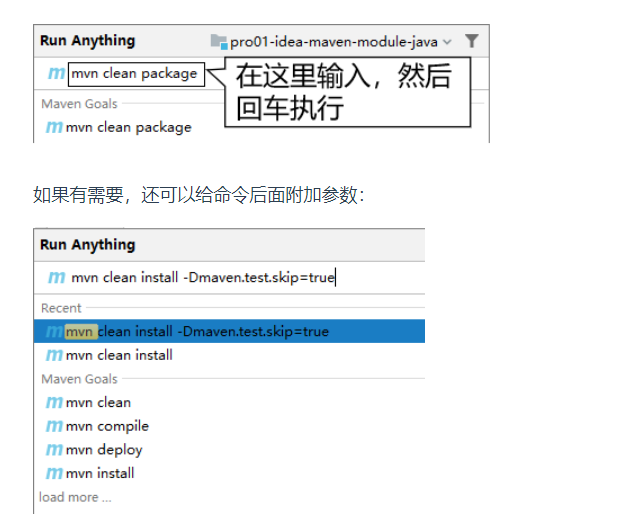 Run Anything
pro01-idea-maven-module-java
m mvn clean package
在这里输入，然后
回车执行
Maven Goals
m mvn clean package
如果有需要，还可以给命令后面附加参数：
Run Anything
m mvn clean install -Dmaven.test.skip=true
Recent
m mvn clean install -Dmaven.test.skip=true
m mvn clean install
Maven Goals
m mvn clean
m mvn compile
m mvn deploy
m mvn install
load more ...